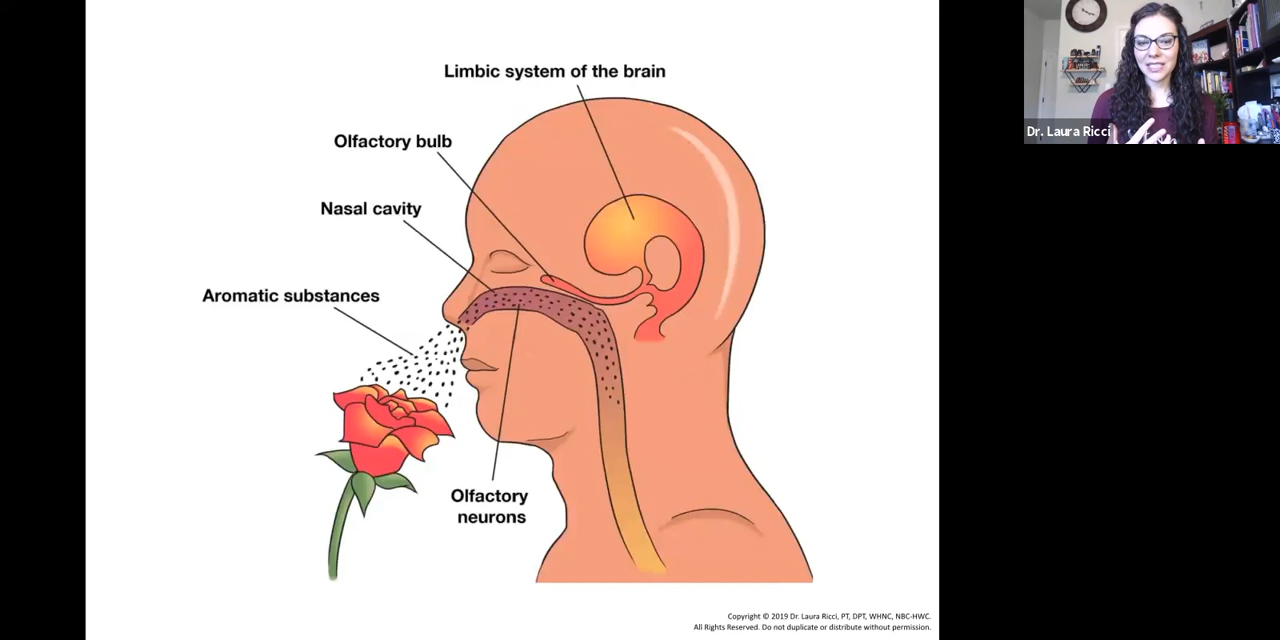 Limbic system of the brain
Olfactory bulb
Nasal cavity
Aromatic substances
Olfactory
neurons
Dr. Laura Ricci
Copyright © 2019 Dr. Laura Ricci, PT, DPT, WHNC, NBC-HWC.
All Rights Reserved. Do not duplicate or distribute without permission.